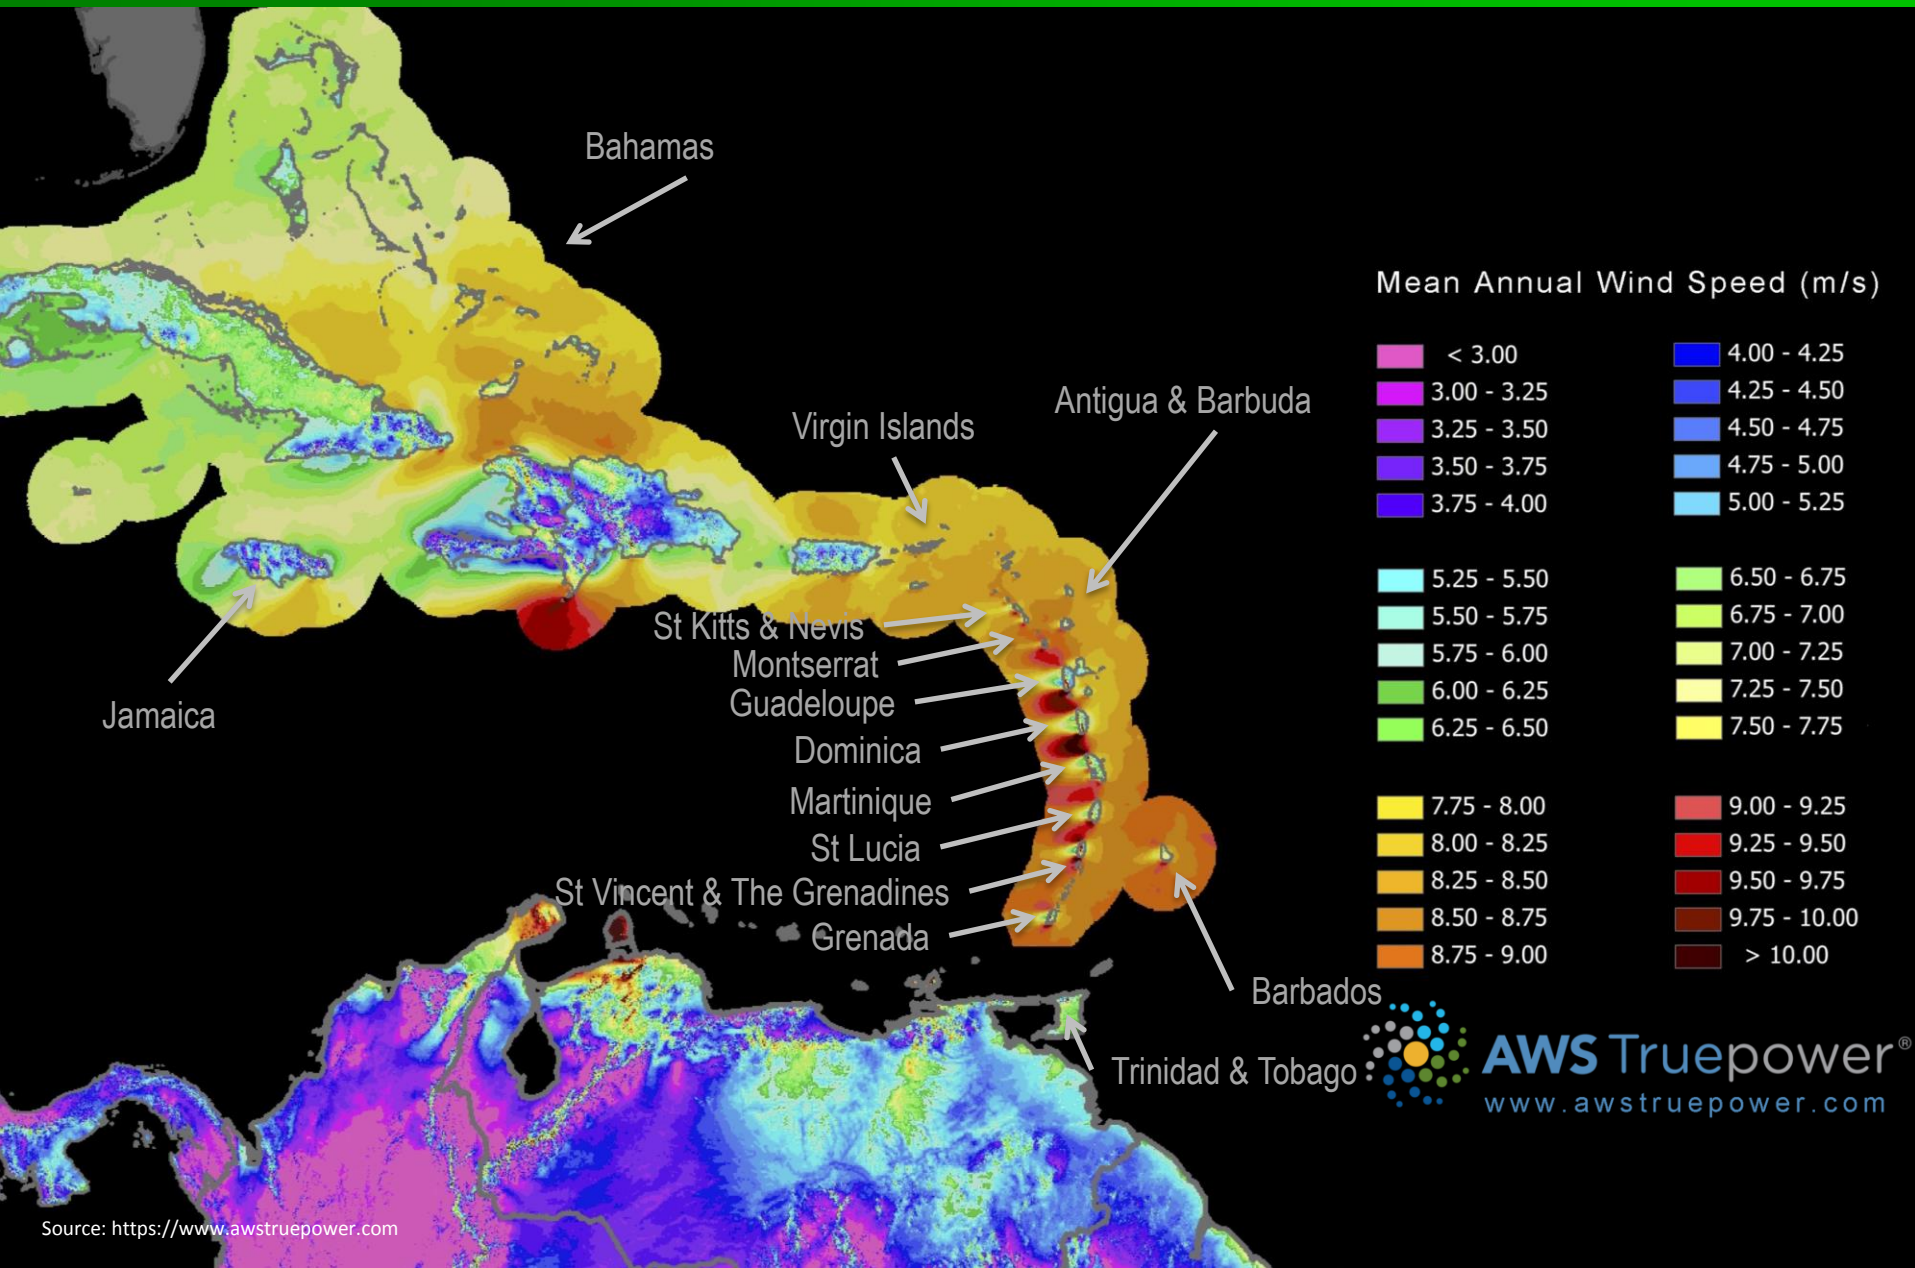 Bahamas
Mean Annual Wind Speed (m/s)
< 3.00
3.00 - 3.25
3.25 - 3.50
3.50 - 3.75
3.75 - 4.00
4.00 - 4.25
4.25 - 4.50
4.50 - 4.75
4.75 - 5.00
5.00 - 5.25
5.25 - 5.50
5.50 - 5.75
5.75 - 6.00
6.00 - 6.25
6.25 - 6.50
6.50 - 6.75
6.75 - 7.00
7.00 - 7.25
7.25 - 7.50
7.50 - 7.75
7.75 - 8.00
8.00 - 8.25
8.25 - 8.50
8.50 - 8.75
8.75 - 9.00
9.00 - 9.25
9.25 - 9.50
9.50 - 9.75
9.75 - 10.00
> 10.00
Antigua & Barbuda
Virgin Islands
St Kitts & Nevis
Montserrat
Guadeloupe
Jamaica
Dominica
Martinique
St Lucia
St Vincent & The Grenadines
Grenada
Barbados
Trinidad & Tobago
AWS Truepower®
www.awstruepower.com
Source: https://www.awstruepower.com